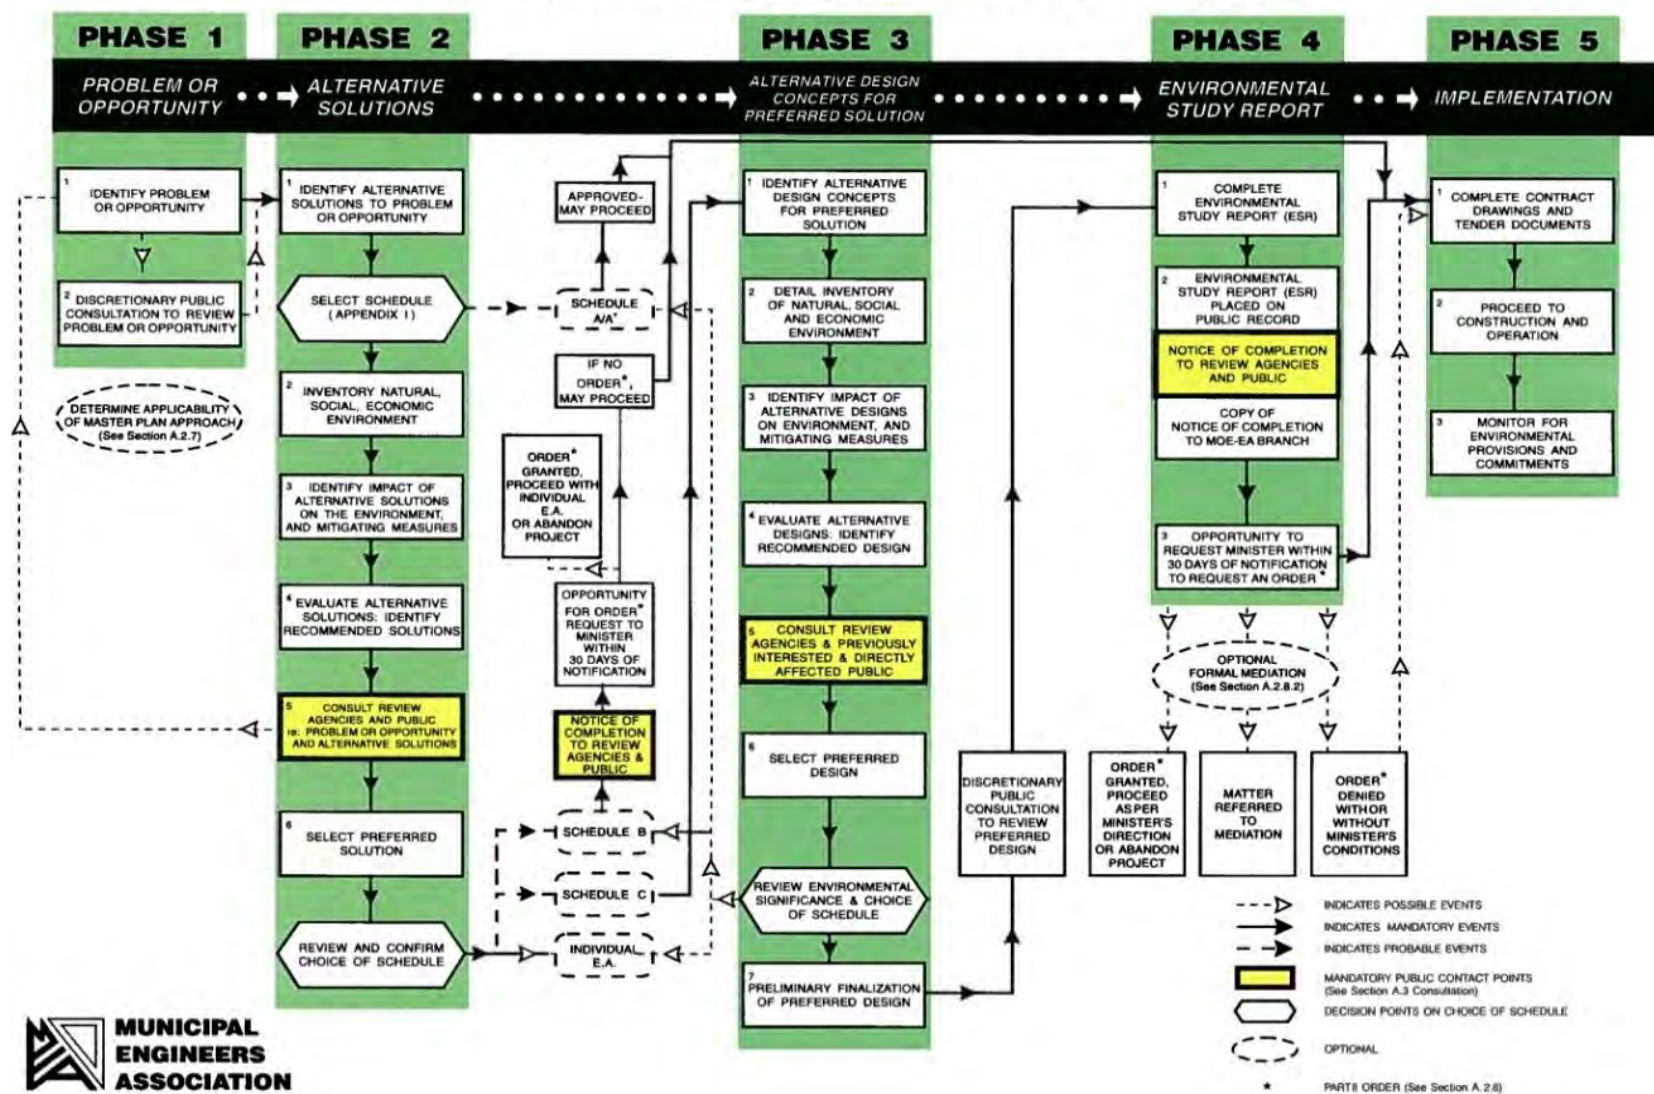 PHASE 1
PROBLEM OR
OPPORTUNITY
1
IDENTIFY PROBLEM
OR OPPORTUNITY
2
DISCRETIONARY PUBLIC
CONSULTATION TO REVIEW
PROBLEM OR OPPORTUNITY
DETERMINE APPLICABILITY
OF MASTER PLAN APPROACH
(See Section A.2.7)
PHASE 2
ALTERNATIVE
SOLUTIONS
1
IDENTIFY ALTERNATIVE
SOLUTIONS TO PROBLEM
OR OPPORTUNITY
SELECT SCHEDULE
(APPENDIX I)
2
INVENTORY NATURAL,
SOCIAL, ECONOMIC
ENVIRONMENT
3
IDENTIFY IMPACT OF
ALTERNATIVE SOLUTIONS
ON THE ENVIRONMENT,
AND MITIGATING MEASURES
4
EVALUATE ALTERNATIVE
SOLUTIONS: IDENTIFY
RECOMMENDED SOLUTIONS
5
CONSULT REVIEW
AGENCIES AND PUBLIC
re: PROBLEM OR OPPORTUNITY
AND ALTERNATIVE SOLUTIONS
6
SELECT PREFERRED
SOLUTION
REVIEW AND CONFIRM
CHOICE OF SCHEDULE
APPROVED-
MAY PROCEED
SCHEDULE
A/A+
IF NO
ORDER*,
MAY PROCEED
ORDER*
GRANTED,
PROCEED WITH
INDIVIDUAL
E.A.
OR ABANDON
PROJECT
OPPORTUNITY
FOR ORDER*
REQUEST TO
MINISTER
WITHIN
30 DAYS OF
NOTIFICATION
NOTICE OF
COMPLETION
TO REVIEW
AGENCIES &
PUBLIC
SCHEDULE B
SCHEDULE C
INDIVIDUAL
E.A.
PHASE 3
ALTERNATIVE DESIGN
CONCEPTS FOR
PREFERRED SOLUTION
1
IDENTIFY ALTERNATIVE
DESIGN CONCEPTS
FOR PREFERRED
SOLUTION
2
DETAIL INVENTORY
OF NATURAL, SOCIAL
AND ECONOMIC
ENVIRONMENT
3
IDENTIFY IMPACT OF
ALTERNATIVE DESIGNS
ON ENVIRONMENT, AND
MITIGATING MEASURES
4
EVALUATE ALTERNATIVE
DESIGNS: IDENTIFY
RECOMMENDED DESIGN
5
CONSULT REVIEW
AGENCIES & PREVIOUSLY
INTERESTED & DIRECTLY
AFFECTED PUBLIC
6
SELECT PREFERRED
DESIGN
REVIEW ENVIRONMENTAL
SIGNIFICANCE & CHOICE
OF SCHEDULE
7
PRELIMINARY FINALIZATION
OF PREFERRED DESIGN
DISCRETIONARY
PUBLIC
CONSULTATION
TO REVIEW
PREFERRED
DESIGN
PHASE 4
ENVIRONMENTAL
STUDY REPORT
1
COMPLETE
ENVIRONMENTAL
STUDY REPORT (ESR)
2
ENVIRONMENTAL
STUDY REPORT (ESR)
PLACED ON
PUBLIC RECORD
NOTICE OF COMPLETION
TO REVIEW AGENCIES
AND PUBLIC
COPY OF
NOTICE OF COMPLETION
TO MOE-EA BRANCH
3
OPPORTUNITY TO
REQUEST MINISTER WITHIN
30 DAYS OF NOTIFICATION
TO REQUEST AN ORDER*
OPTIONAL
FORMAL MEDIATION
(See Section A.2.8.2)
ORDER*
GRANTED,
PROCEED
AS PER
MINISTER'S
DIRECTION
OR ABANDON
PROJECT
MATTER
REFERRED
TO
MEDIATION
ORDER*
DENIED
WITH OR
WITHOUT
MINISTER'S
CONDITIONS
PHASE 5
IMPLEMENTATION
1
COMPLETE CONTRACT
DRAWINGS AND
TENDER DOCUMENTS
2
PROCEED TO
CONSTRUCTION AND
OPERATION
3
MONITOR FOR
ENVIRONMENTAL
PROVISIONS AND
COMMITMENTS
INDICATES POSSIBLE EVENTS
INDICATES MANDATORY EVENTS
INDICATES PROBABLE EVENTS
MANDATORY PUBLIC CONTACT POINTS
(See Section A.3 Consultation)
DECISION POINTS ON CHOICE OF SCHEDULE
OPTIONAL
* PART II ORDER (See Section A.2.8)
MUNICIPAL
ENGINEERS
ASSOCIATION